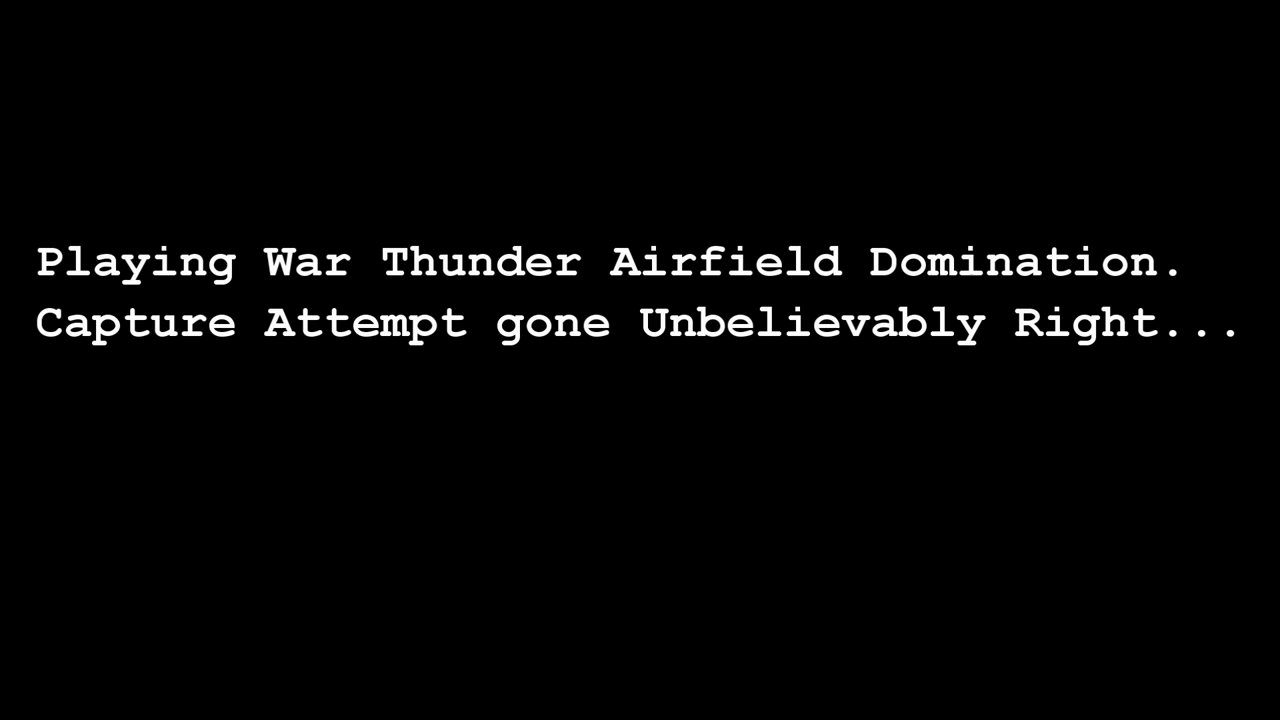 Playing War Thunder Airfield Domination.
Capture Attempt gone Unbelievably Right...